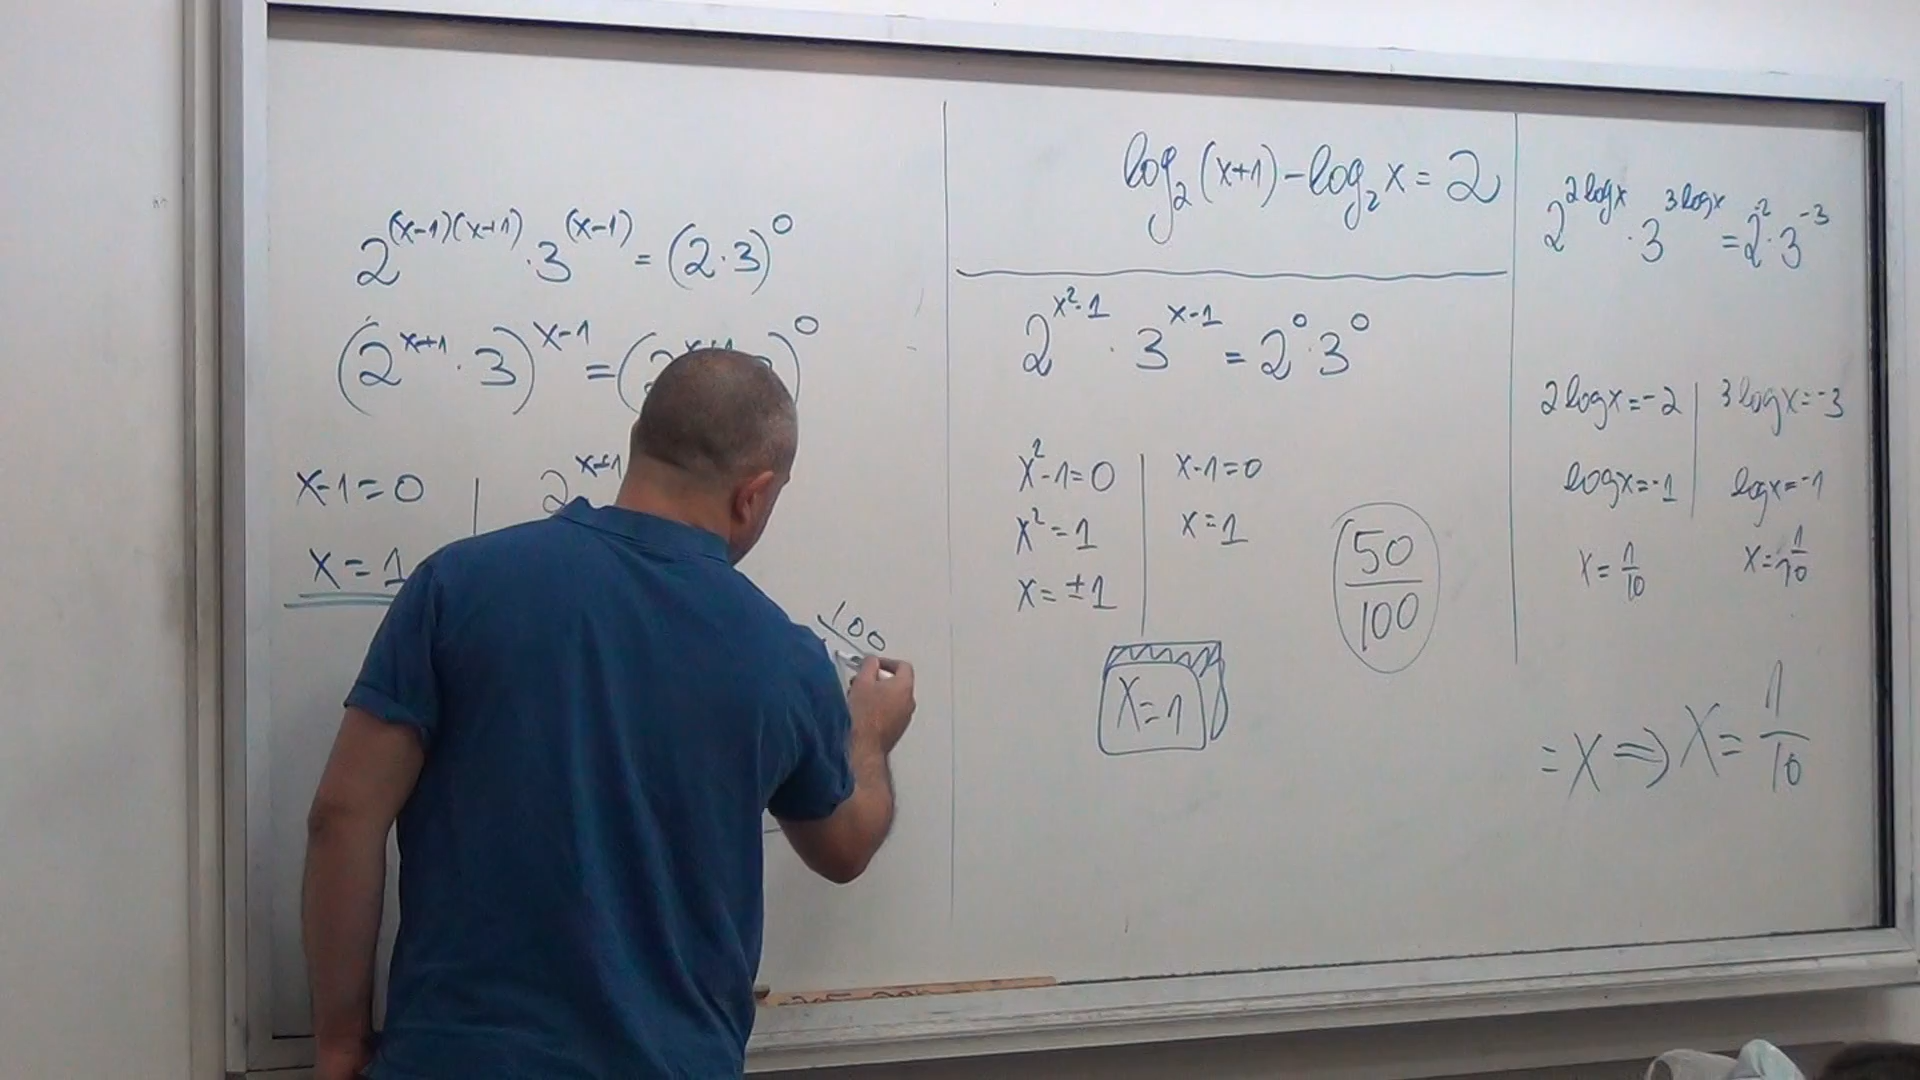 2^(x-1)(x+1) · 3^(x-1) = (2·3)^0
(2^x+1 · 3)^x-1 = (
)^0
x-1=0
2^x+1
x=1
100
log₂(x+1)-log₂x=2
2^x²-1 · 3^x-1 = 2^0 · 3^0
x²-1=0
x-1=0
x²=1
x=1
x=±1
50
100
X=1
2^2logx · 3^3logx = 2^-2 · 3^-3
2logx=-2
3logx=-3
logx=-1
logx=-1
x=1/10
x=1/10
=X⇒X=1/10